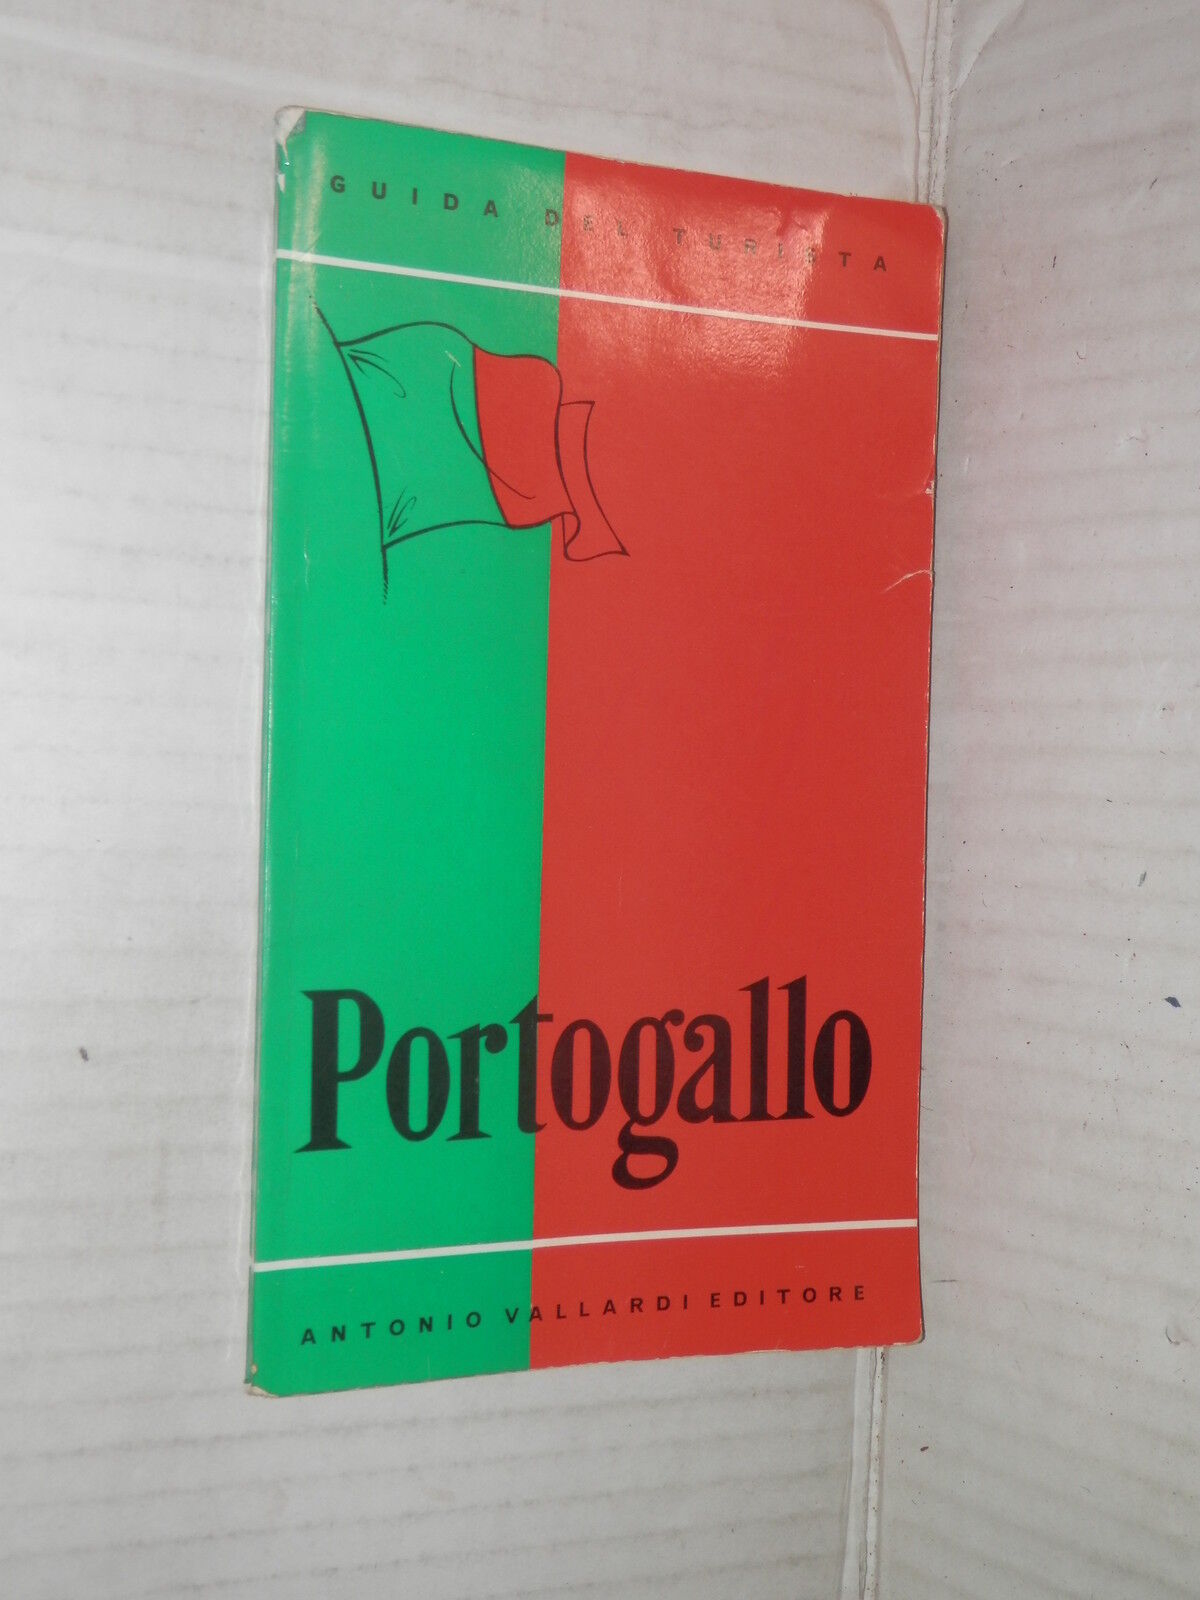 GUIDA DEL TURISTA
Portogallo
ANTONIO VALLARDI EDITORE